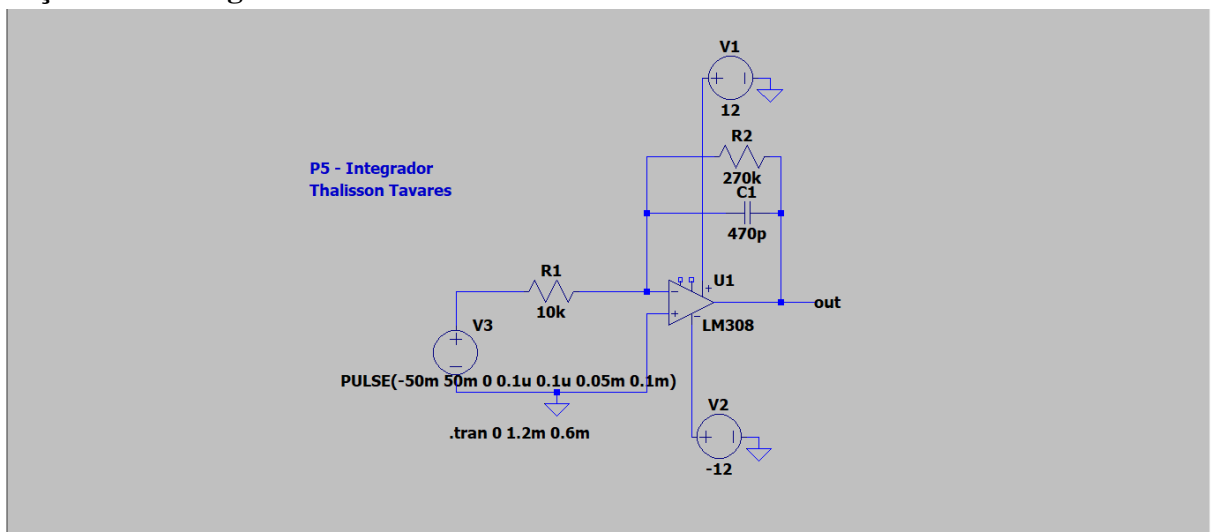 V1
12
R2
270k
P5 - Integrador
Thalisson Tavares
C1
470p
R1
10k
U1
out
V3
LM308
PULSE(-50m 50m 0 0.1u 0.1u 0.05m 0.1m)
V2
.tran 0 1.2m 0.6m
-12